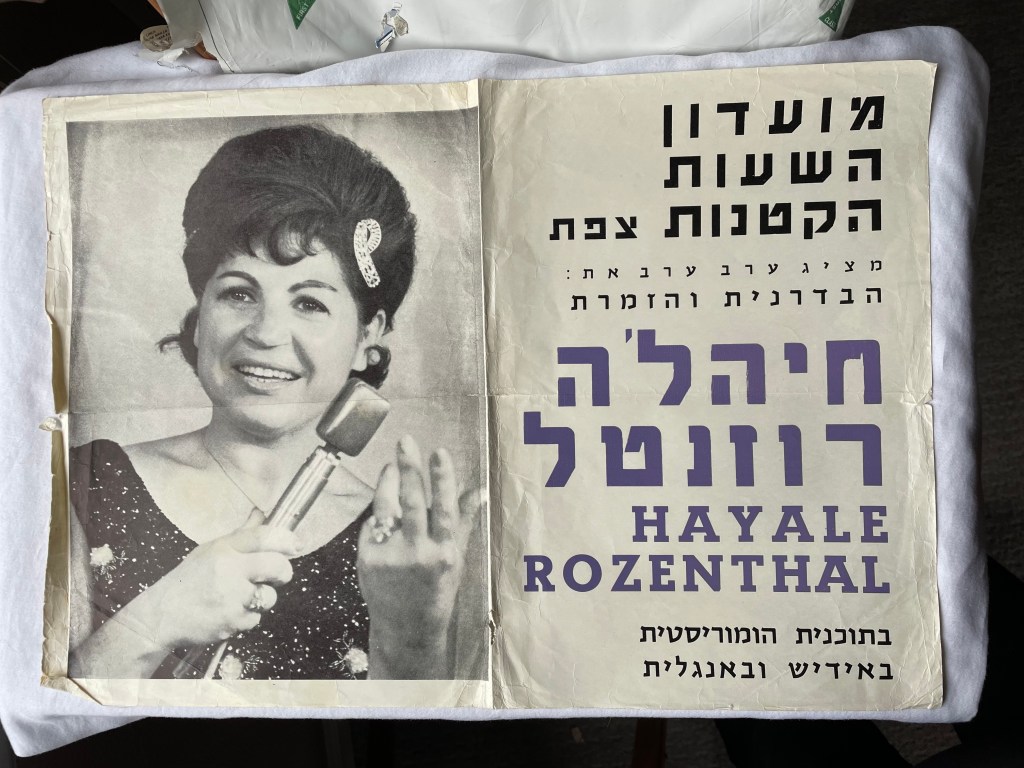 מועדון
השעות
הקטנות צפת
מציג ערב ערב את:
הבדרנית והזמרת
חיהל'ה
רוזנטל
HAYALE
ROZENTHAL
בתוכנית הומוריסטית
באידיש ובאנגלית